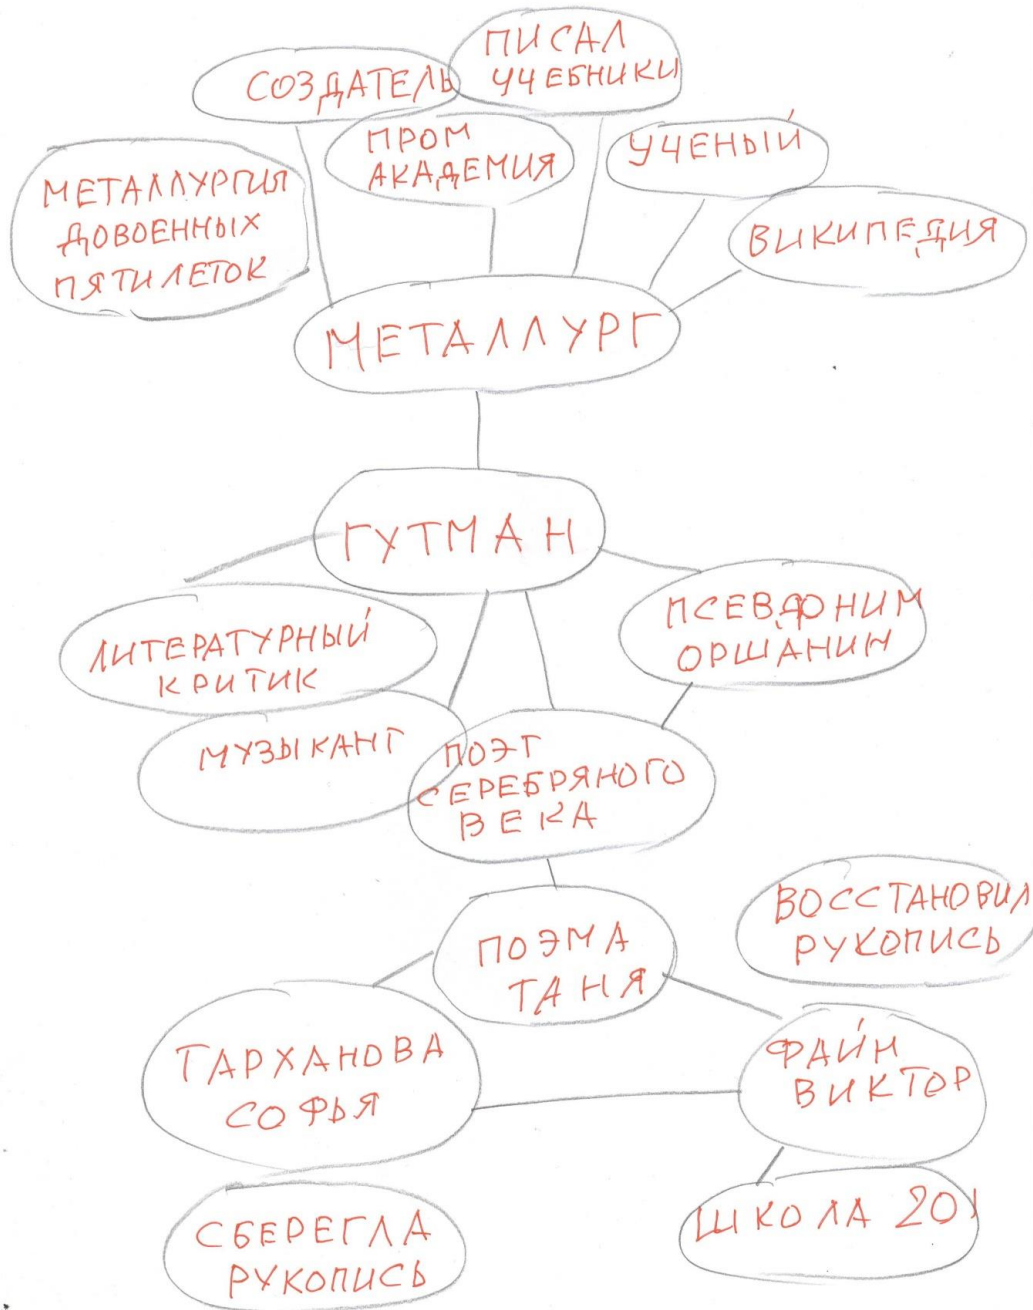 ПИСАЛ
УЧЕБНИКИ
СОЗДАТЕЛЬ
ПРОМ
АКАДЕМИЯ
УЧЕНЫЙ
МЕТАЛЛУРГИЯ
ДОВОЕННЫХ
ПЯТИЛЕТОК
ВИКИПЕДИЯ
МЕТАЛЛУРГ
ГУТМАН
ЛИТЕРАТУРНЫЙ
КРИТИК
ПСЕВДОНИМ
ОРШАНИН
МУЗЫКАНТ
ПОЭТ
СЕРЕБРЯНОГО
ВЕКА
ПОЭМА
ТАНЯ
ВОССТАНОВИЛ
РУКОПИСЬ
ТАРХАНОВА
СОФЬЯ
ФАЙН
ВИКТОР
СБЕРЕГЛА
РУКОПИСЬ
ШКОЛА 201